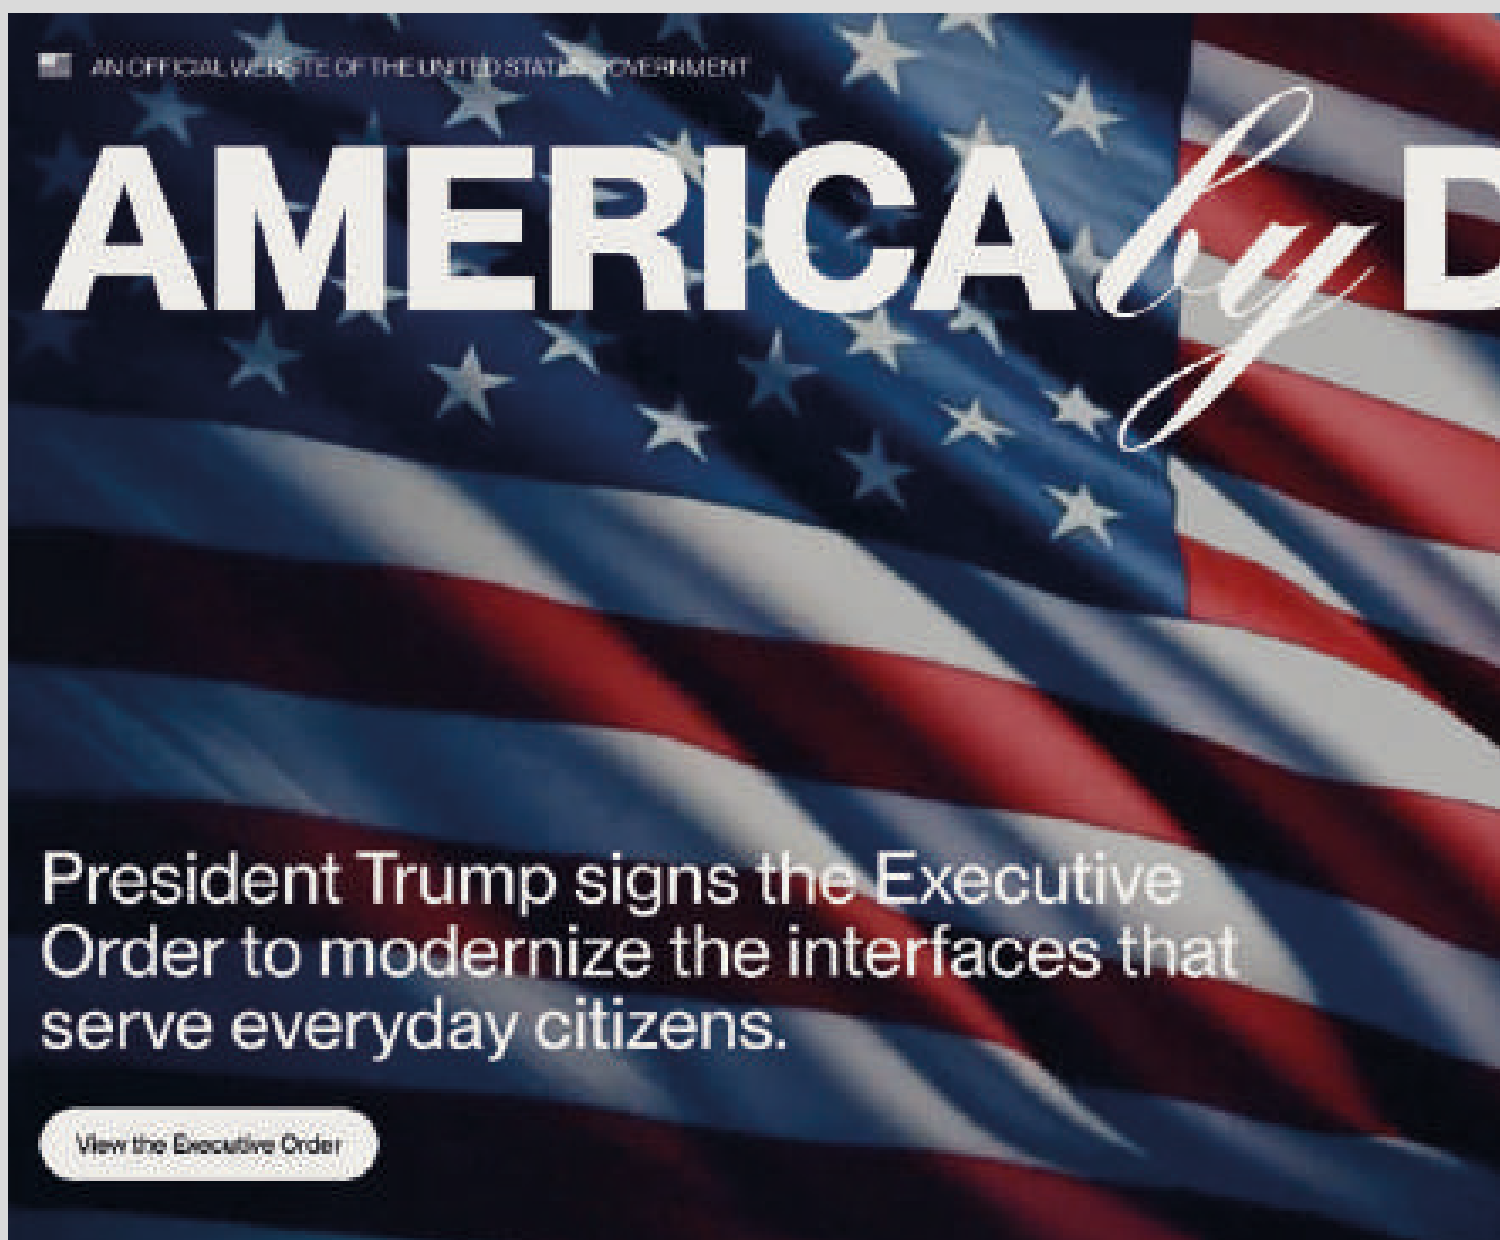 AN OFFICIAL WEBSITE OF THE UNITED STATES GOVERNMENT
AMERICA by D
President Trump signs the Executive
Order to modernize the interfaces that
serve everyday citizens.
View the Executive Order